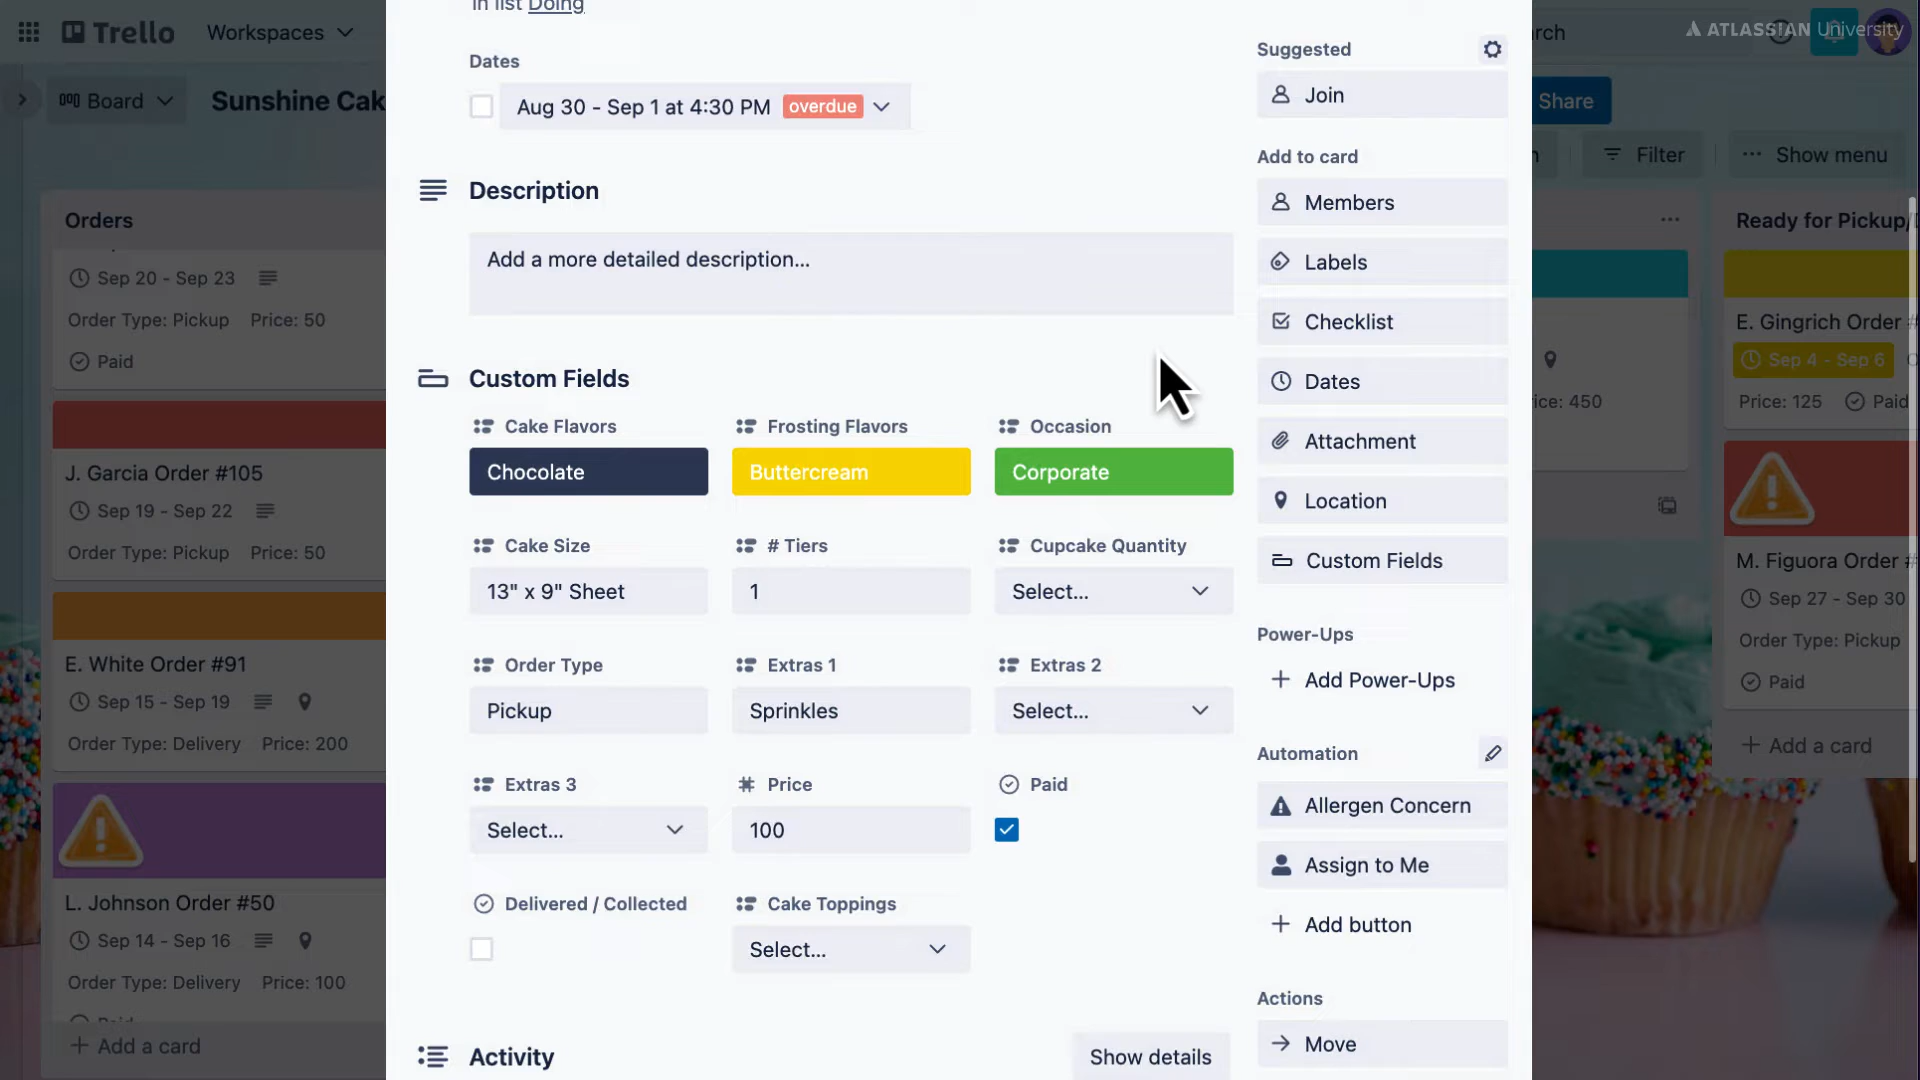 Trello
Workspaces
rch
ATLASSIAN University
Board
Sunshine Cak
Share
Filter
Show menu
Orders
Sep 20 - Sep 23
Order Type: Pickup Price: 50
Paid
J. Garcia Order #105
Sep 19 - Sep 22
Order Type: Pickup Price: 50
E. White Order #91
Sep 15 - Sep 19
Order Type: Delivery Price: 200
L. Johnson Order #50
Sep 14 - Sep 16
Order Type: Delivery Price: 100
Paid
Add a card
in list Doing
Dates
Aug 30 - Sep 1 at 4:30 PM overdue
Description
Add a more detailed description...
Custom Fields
Cake Flavors
Frosting Flavors
Occasion
Chocolate
Buttercream
Corporate
Cake Size
# Tiers
Cupcake Quantity
13" x 9" Sheet
1
Select...
Order Type
Extras 1
Extras 2
Pickup
Sprinkles
Select...
Extras 3
Price
Paid
Select...
100
Delivered / Collected
Cake Toppings
Select...
Activity
Show details
Suggested
Join
Add to card
Members
Labels
Checklist
Dates
Attachment
Location
Custom Fields
Power-Ups
Add Power-Ups
Automation
Allergen Concern
Assign to Me
Add button
Actions
Move
ice: 450
Ready for Pickup/
E. Gingrich Order #
Sep 4 - Sep 6
Price: 125 Paid
M. Figuora Order #
Sep 27 - Sep 30
Order Type: Pickup
Paid
Add a card